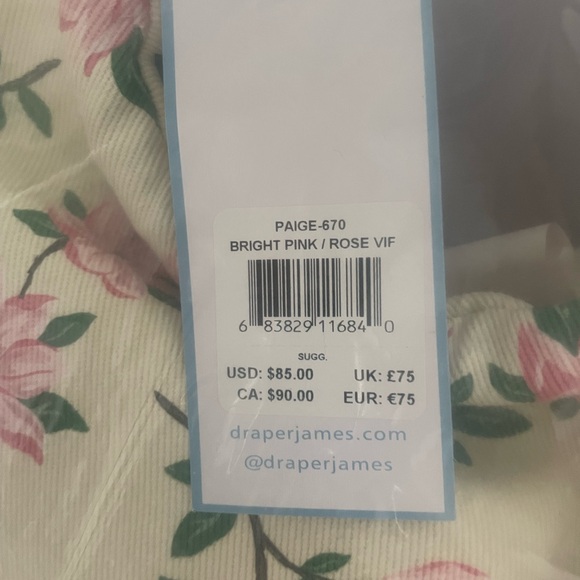 PAIGE-670
BRIGHT PINK / ROSE VIF
6 83829 11684 0
SUGG.
USD: $85.00 UK: £75
CA: $90.00 EUR: €75
draperjames.com
@draperjames